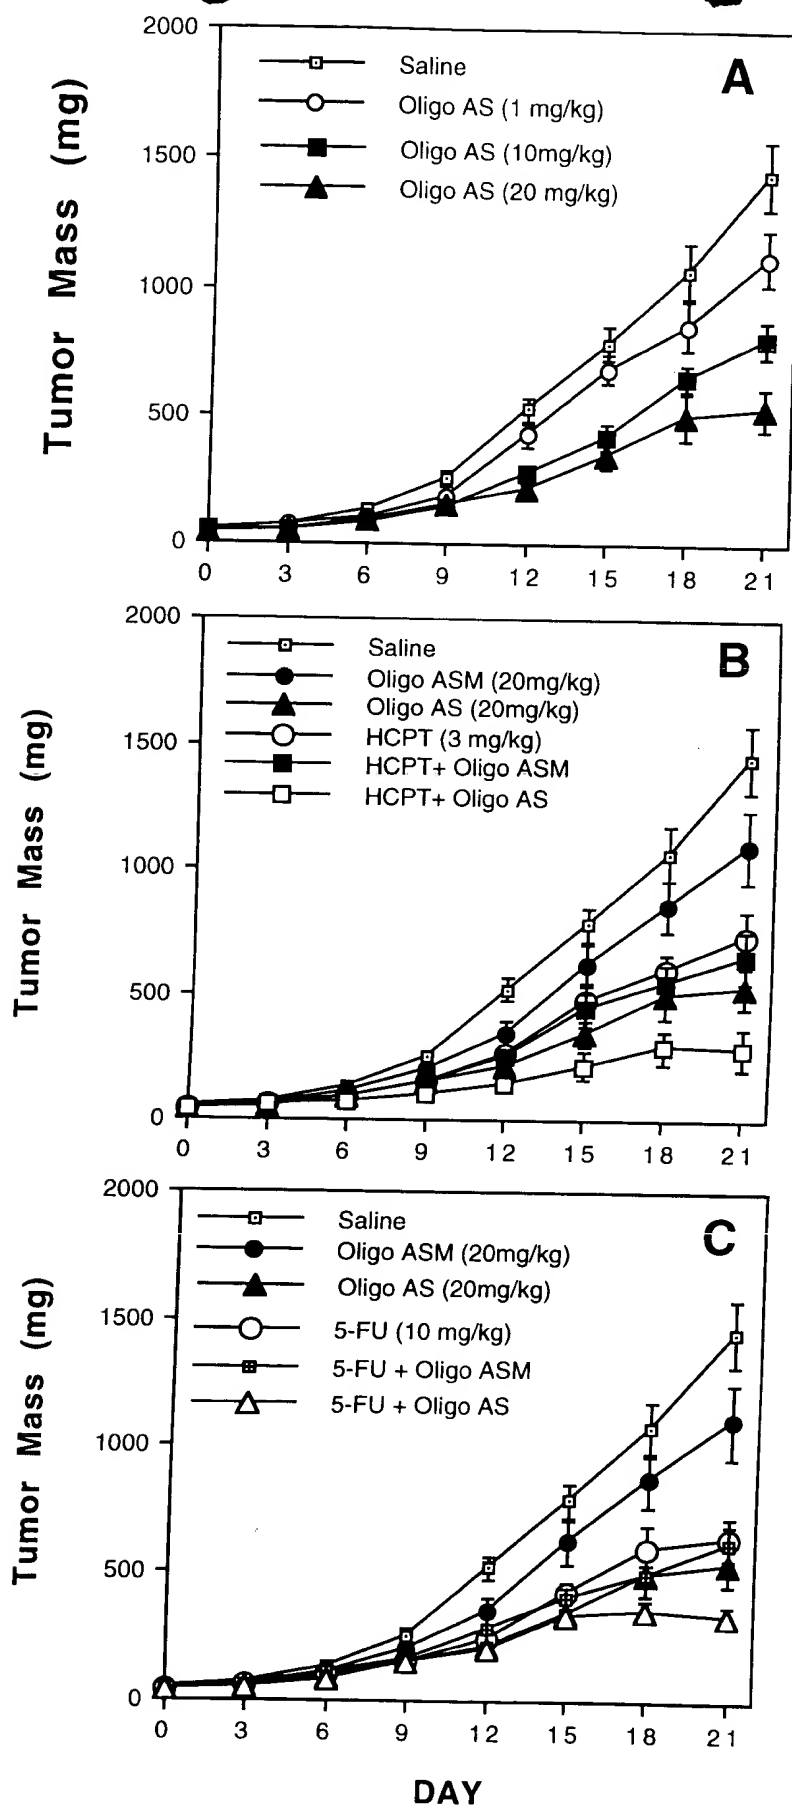 2000
A
Saline
Oligo AS (1 mg/kg)
Oligo AS (10mg/kg)
Oligo AS (20 mg/kg)
1500
1000
500
0
Tumor Mass (mg)
0 3 6 9 12 15 18 21
2000
B
Saline
Oligo ASM (20mg/kg)
Oligo AS (20mg/kg)
HCPT (3 mg/kg)
HCPT+ Oligo ASM
HCPT+ Oligo AS
1500
1000
500
0
Tumor Mass (mg)
0 3 6 9 12 15 18 21
2000
C
Saline
Oligo ASM (20mg/kg)
Oligo AS (20mg/kg)
5-FU (10 mg/kg)
5-FU + Oligo ASM
5-FU + Oligo AS
1500
1000
500
0
Tumor Mass (mg)
0 3 6 9 12 15 18 21
DAY